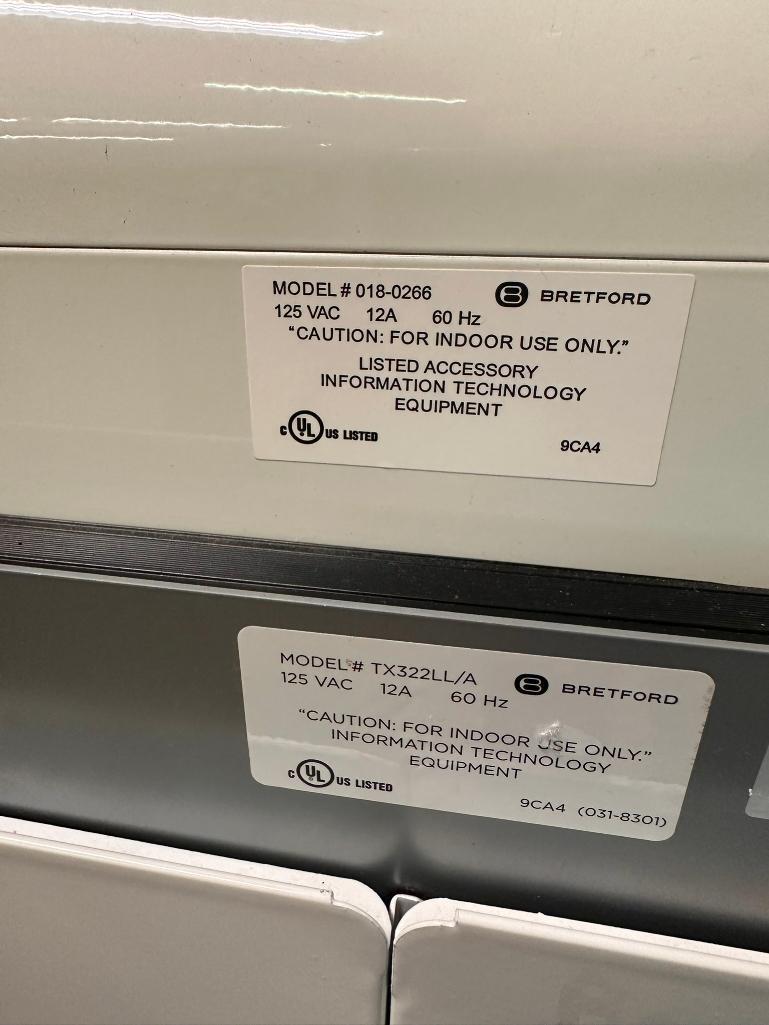 MODEL # 018-0266 BRETFORD
125 VAC 12A 60 Hz
"CAUTION: FOR INDOOR USE ONLY."
LISTED ACCESSORY
INFORMATION TECHNOLOGY
EQUIPMENT
C UL US LISTED
9CA4
MODEL # TX322LL/A BRETFORD
125 VAC 12A 60 Hz
"CAUTION: FOR INDOOR USE ONLY."
INFORMATION TECHNOLOGY
EQUIPMENT
C UL US LISTED
9CA4 (031-8301)